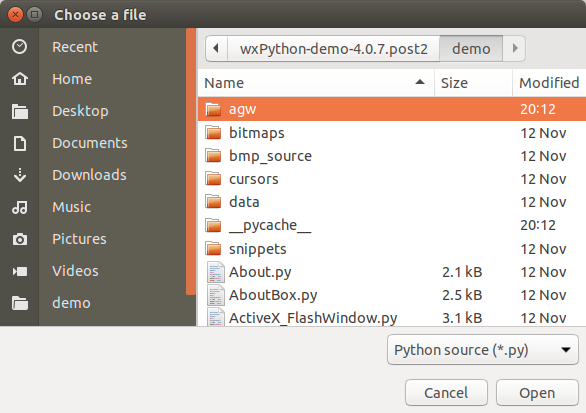 Choose a file
Recent
Home
Desktop
Documents
Downloads
Music
Pictures
Videos
demo
wxPython-demo-4.0.7.post2 demo
Name Size Modified
agw 20:12
bitmaps 12 Nov
bmp_source 12 Nov
cursors 12 Nov
data 12 Nov
__pycache__ 20:12
snippets 12 Nov
About.py 2.1 kB 12 Nov
AboutBox.py 2.5 kB 12 Nov
ActiveX_FlashWindow.py 3.1 kB 12 Nov
Python source (*.py)
Cancel Open